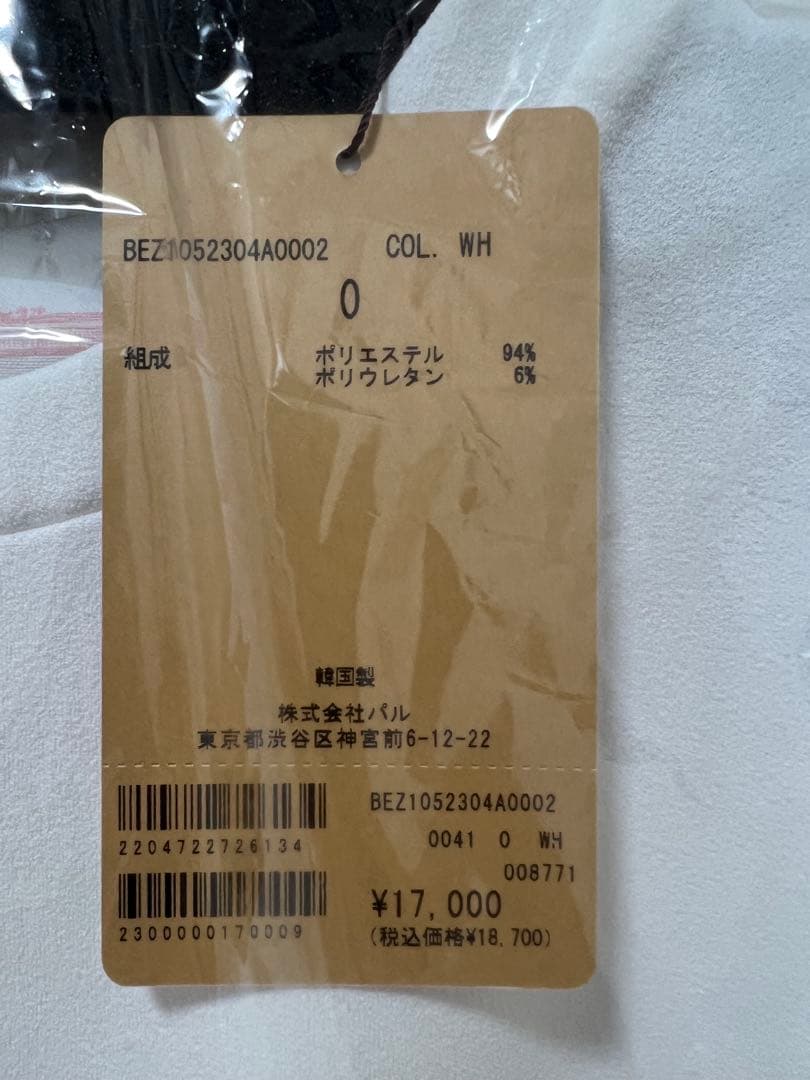 BEZ1052304A0002 COL. WH
0
組成 ポリエステル 94%
ポリウレタン 6%
韓国製
株式会社パル
東京都渋谷区神宮前6-12-22
BEZ1052304A0002
2204722726134
0041 0 WH
008771
¥17,000
2300000170009
(税込価格¥18,700)